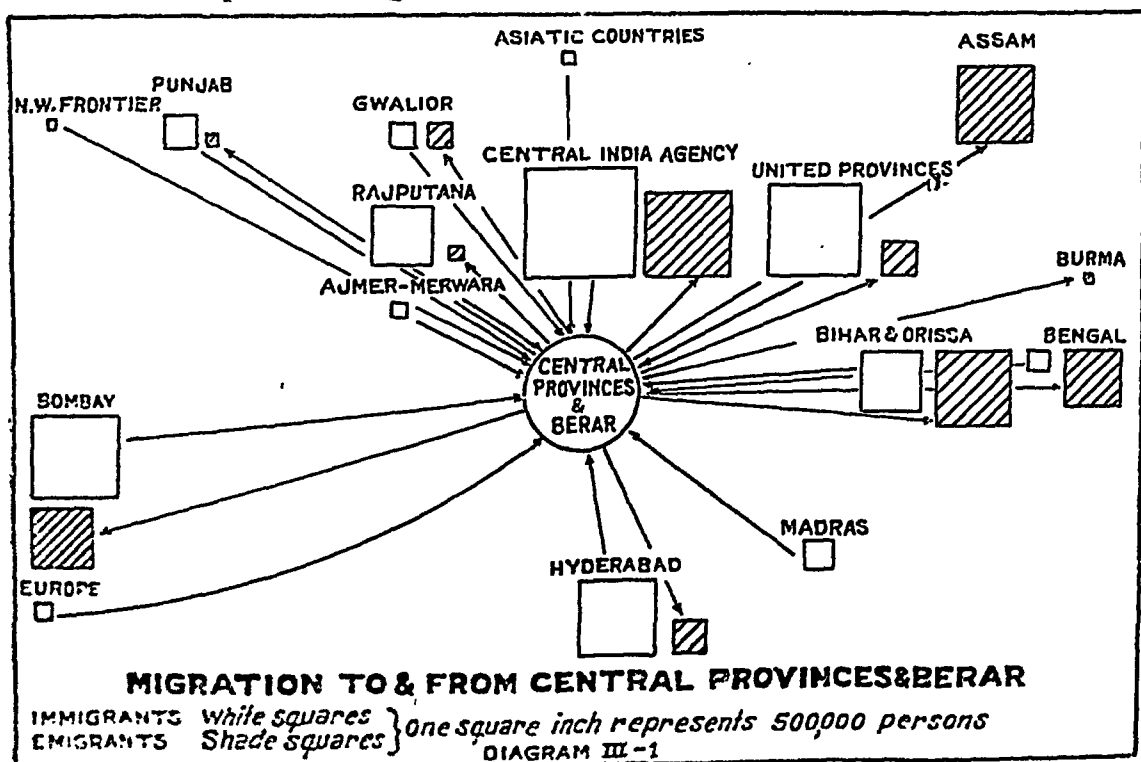 ASIATIC COUNTRIES
ASSAM
PUNJAB
N.W. FRONTIER
GWALIOR
CENTRAL INDIA AGENCY
UNITED PROVINCES
RAJPUTANA
AJMER-MERWARA
BURMA
BIHAR & ORISSA
BENGAL
CENTRAL
PROVINCES
&
BERAR
BOMBAY
MADRAS
HYDERABAD
EUROPE
MIGRATION TO & FROM CENTRAL PROVINCES & BERAR
IMMIGRANTS White squares
EMIGRANTS Shade squares } One square inch represents 500,000 persons
DIAGRAM III-1